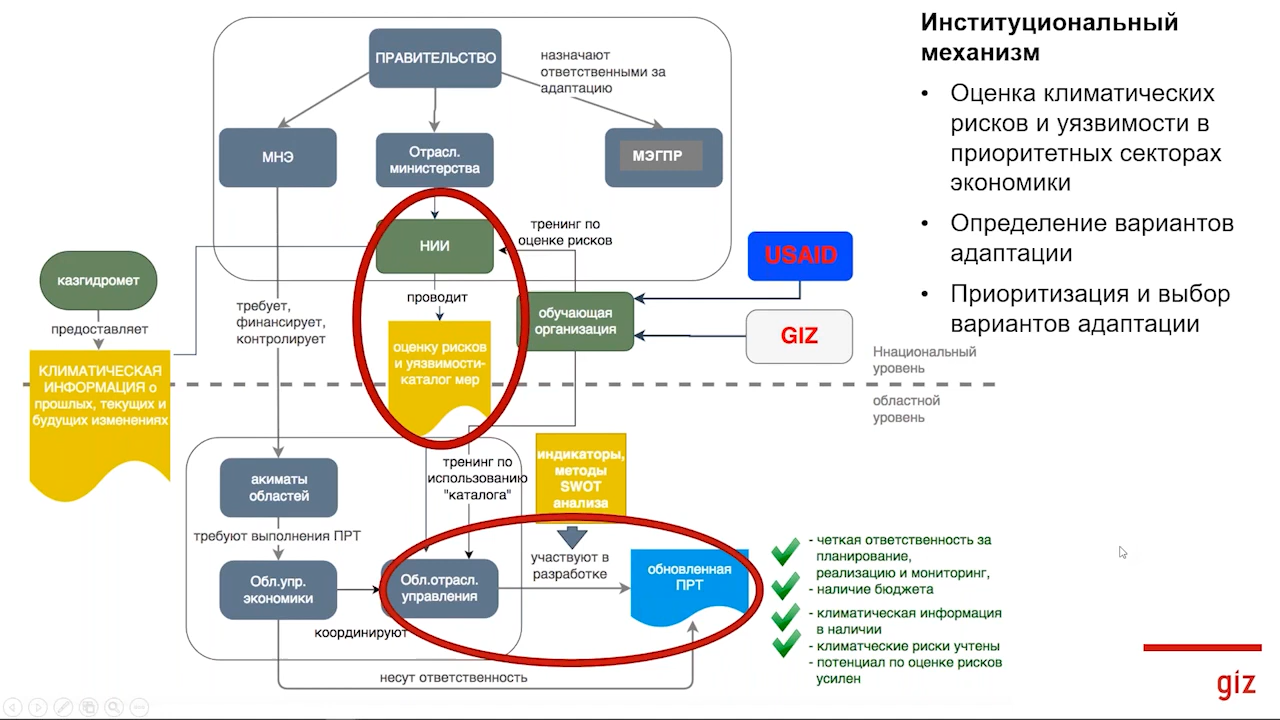 Институциональный
механизм
• Оценка климатических
рисков и уязвимости в
приоритетных секторах
экономики
• Определение вариантов
адаптации
• Приоритизация и выбор
вариантов адаптации
ПРАВИТЕЛЬСТВО
назначают
ответственными за
адаптацию
МНЭ
Отрасл.
министерства
МЭГПР
НИИ
тренинг по
оценке рисков
USAID
казгидромет
предоставляет
требует,
финансирует,
контролирует
проводит
обучающая
организация
GIZ
КЛИМАТИЧЕСКАЯ
ИНФОРМАЦИЯ о
прошлых, текущих и
будущих изменениях
оценку рисков
и уязвимости-
каталог мер
Ннациональный
уровень
областной
уровень
акиматы
областей
тренинг по
использованию
"каталога"
индикаторы,
методы
SWOT
анализа
требуют выполнения ПРТ
Обл.упр.
экономики
Обл.отрасл.
управления
участвуют в
разработке
обновленная
ПРТ
координируют
несут ответственность
- четкая ответственность за
планирование,
реализацию и мониторинг,
- наличие бюджета
- климатическая информация
в наличии
- климатческие риски учтены
- потенциал по оценке рисков
усилен
giz